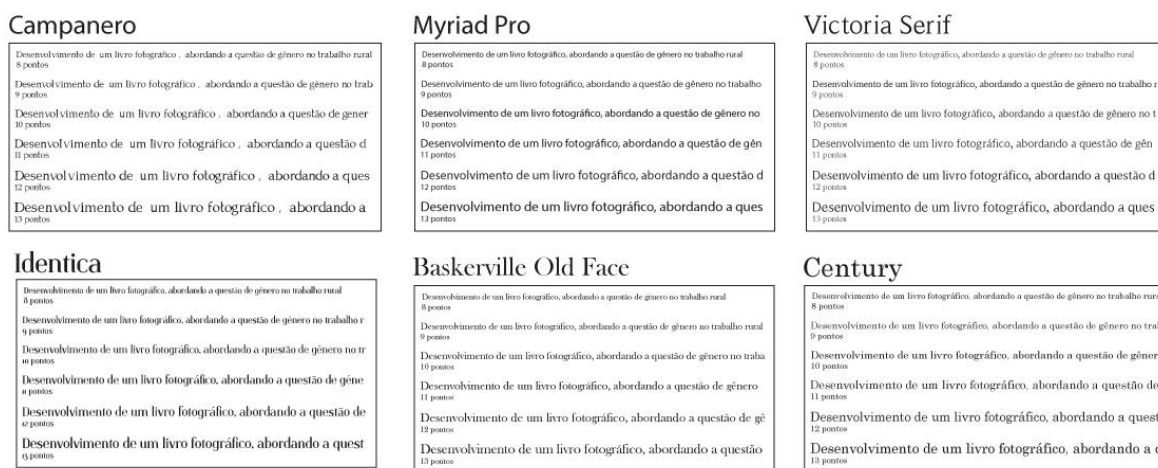 Campanero
Desenvolvimento de um livro fotográfico , abordando a questão de gênero no trabalho rural
8 pontos
Desenvolvimento de um livro fotográfico , abordando a questão de gênero no trab
9 pontos
Desenvolvimento de um livro fotográfico , abordando a questão de gener
10 pontos
Desenvolvimento de um livro fotográfico , abordando a questão d
11 pontos
Desenvolvimento de um livro fotográfico , abordando a ques
12 pontos
Desenvolvimento de um livro fotográfico , abordando a
13 pontos
Myriad Pro
Desenvolvimento de um livro fotográfico, abordando a questão de gênero no trabalho rural
8 pontos
Desenvolvimento de um livro fotográfico, abordando a questão de gênero no trabalho
9 pontos
Desenvolvimento de um livro fotográfico, abordando a questão de gênero no
10 pontos
Desenvolvimento de um livro fotográfico, abordando a questão de gên
11 pontos
Desenvolvimento de um livro fotográfico, abordando a questão d
12 pontos
Desenvolvimento de um livro fotográfico, abordando a ques
13 pontos
Victoria Serif
Desenvolvimento de um livro fotográfico, abordando a questão de gênero no trabalho rural
8 pontos
Desenvolvimento de um livro fotográfico, abordando a questão de gênero no trabalho r
9 pontos
Desenvolvimento de um livro fotográfico, abordando a questão de gênero no t
10 pontos
Desenvolvimento de um livro fotográfico, abordando a questão de gên
11 pontos
Desenvolvimento de um livro fotográfico, abordando a questão d
12 pontos
Desenvolvimento de um livro fotográfico, abordando a ques
13 pontos
Identica
Desenvolvimento de um livro fotográfico, abordando a questão de gênero no trabalho rural
8 pontos
Desenvolvimento de um livro fotográfico, abordando a questão de gênero no trabalho r
9 pontos
Desenvolvimento de um livro fotográfico, abordando a questão de gênero no tr
10 pontos
Desenvolvimento de um livro fotográfico, abordando a questão de gêne
11 pontos
Desenvolvimento de um livro fotográfico, abordando a questão de
12 pontos
Desenvolvimento de um livro fotográfico, abordando a quest
13 pontos
Baskerville Old Face
Desenvolvimento de um livro fotográfico, abordando a questão de gênero no trabalho rural
8 pontos
Desenvolvimento de um livro fotográfico, abordando a questão de gênero no trabalho rural
9 pontos
Desenvolvimento de um livro fotográfico, abordando a questão de gênero no traba
10 pontos
Desenvolvimento de um livro fotográfico, abordando a questão de gênero
11 pontos
Desenvolvimento de um livro fotográfico, abordando a questão de gê
12 pontos
Desenvolvimento de um livro fotográfico, abordando a questão
13 pontos
Century
Desenvolvimento de um livro fotográfico, abordando a questão de gênero no trabalho rura
8 pontos
Desenvolvimento de um livro fotográfico, abordando a questão de gênero no tral
9 pontos
Desenvolvimento de um livro fotográfico, abordando a questão de gêner
10 pontos
Desenvolvimento de um livro fotográfico, abordando a questão de
11 pontos
Desenvolvimento de um livro fotográfico, abordando a quest
12 pontos
Desenvolvimento de um livro fotográfico, abordando a
13 pontos